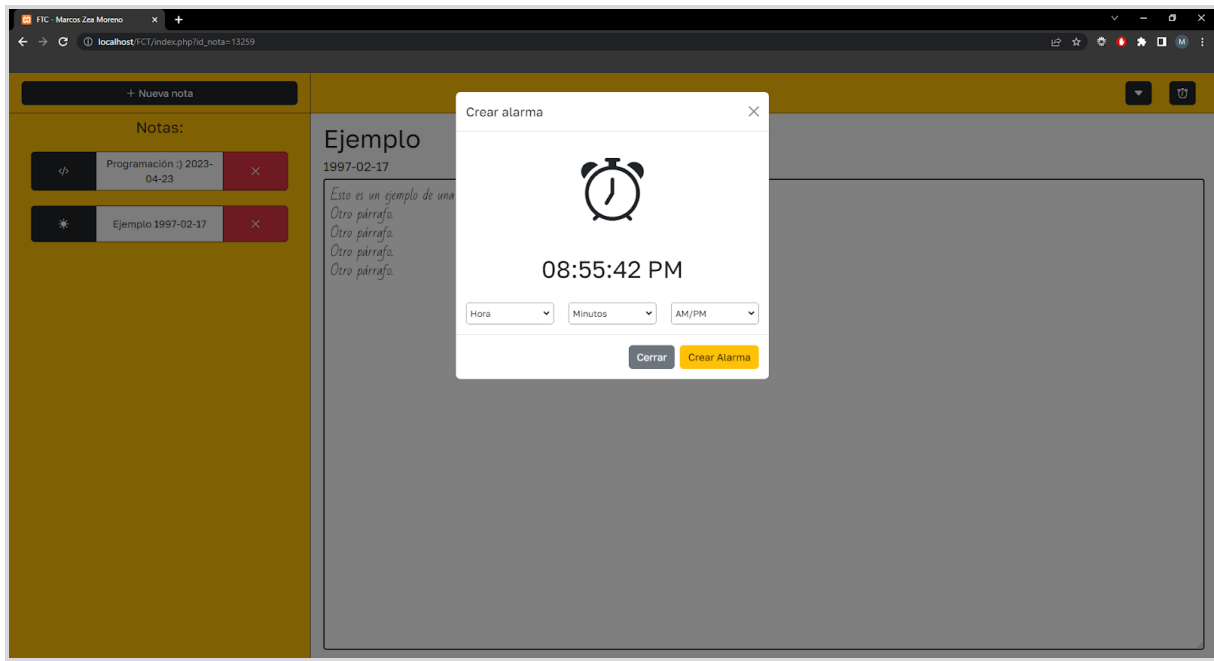 FTC - Marcos Zea Moreno
localhost/FCT/index.php?id_nota=13259
M
+ Nueva nota
Notas:
Programación :) 2023-
04-23
Ejemplo 1997-02-17
Ejemplo
1997-02-17
Esto es un ejemplo de una
Otro párrafo.
Otro párrafo.
Otro párrafo.
Otro párrafo.
Crear alarma
08:55:42 PM
Hora
Minutos
AM/PM
Cerrar
Crear Alarma